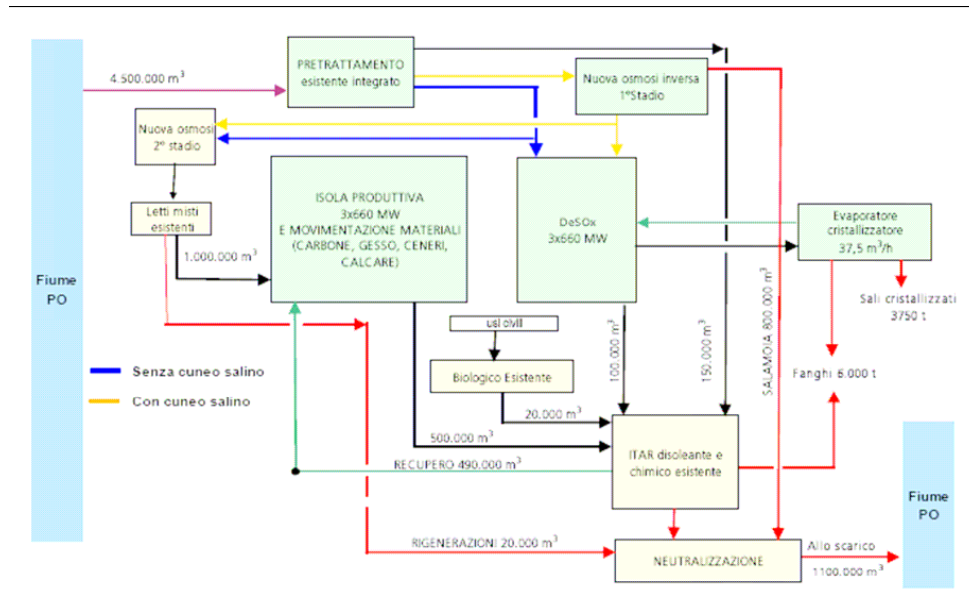 PRETRATTAMENTO
esistente integrato
4.500.000 m³
Nuova osmosi inversa
1°Stadio
Nuova osmosi
2° stadio
ISOLA PRODUTTIVA
3x660 MW
E MOVIMENTAZIONE MATERIALI
(CARBONE, GESSO, CENERI,
CALCARE)
DeSOx
3x660 MW
Letti misti
esistenti
Evaporatore
cristallizzatore
37,5 m³/h
1.000.000 m³
Fiume
PO
Sali cristallizzati
3750 t
usi civili
100.000 m³
150.000 m³
SALAMOIA 800.000 m³
Senza cuneo salino
Biologico Esistente
Fanghi 6.000 t
Con cuneo salino
20.000 m³
500.000 m³
RECUPERO 490.000 m³
ITAR disoleante e
chimico esistente
Fiume
PO
RIGENERAZIONI 20.000 m³
NEUTRALIZZAZIONE
Allo scarico
1100.000 m³